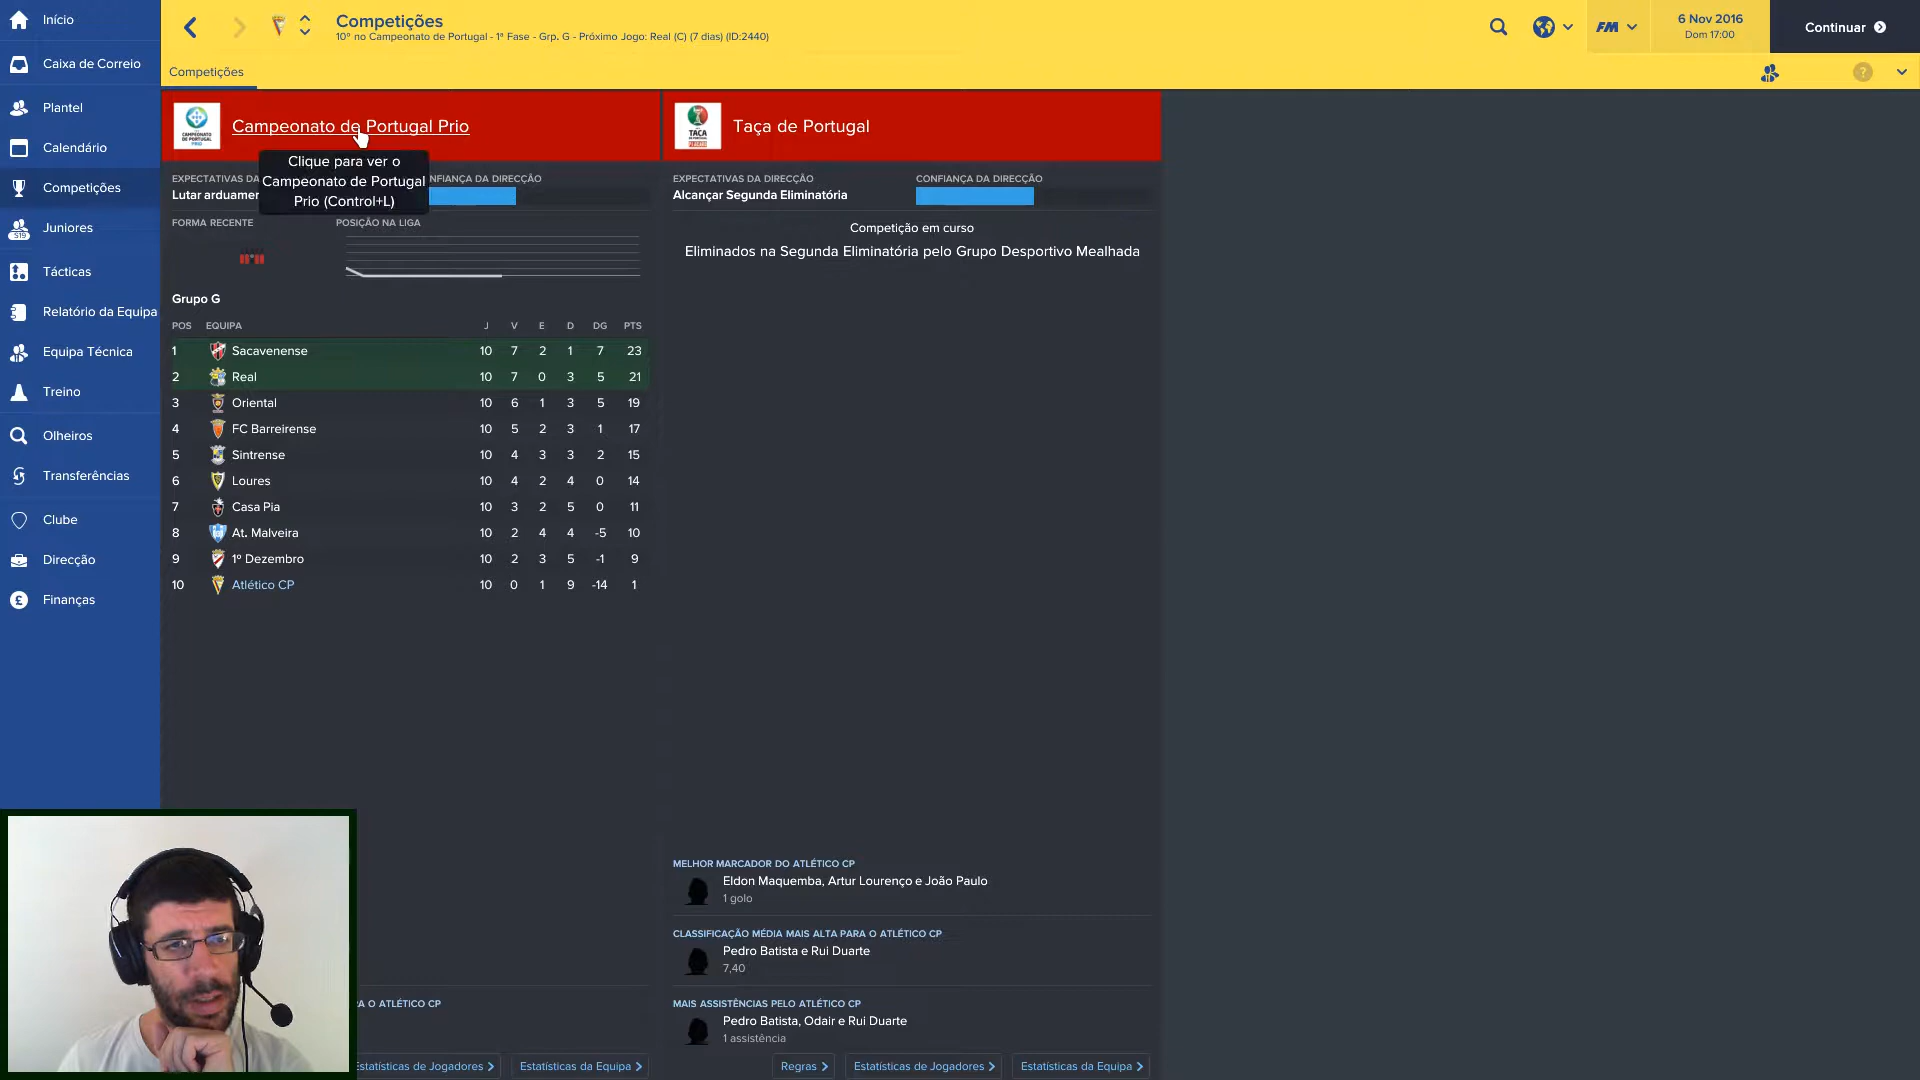 Início
Caixa de Correio
Plantel
Calendário
Competições
Juniores
Tácticas
Relatório da Equipa
Equipa Técnica
Treino
Olheiros
Transferências
Clube
Direcção
Finanças
Competições
10º no Campeonato de Portugal - 1ª Fase - Grp. G - Próximo Jogo: Real (C) (7 dias) (ID:2440)
FM
6 Nov 2016
Dom 17:00
Continuar
Competições
Campeonato de Portugal Prio
Clique para ver o
Campeonato de Portugal
Prio (Control+L)
EXPECTATIVAS DA
NFIANÇA DA DIRECÇÃO
Lutar arduamen
FORMA RECENTE
POSIÇÃO NA LIGA
Grupo G
POS EQUIPA J V E D DG PTS
1 Sacavenense 10 7 2 1 7 23
2 Real 10 7 0 3 5 21
3 Oriental 10 6 1 3 5 19
4 FC Barreirense 10 5 2 3 1 17
5 Sintrense 10 4 3 3 2 15
6 Loures 10 4 2 4 0 14
7 Casa Pia 10 3 2 5 0 11
8 At. Malveira 10 2 4 4 -5 10
9 1º Dezembro 10 2 3 5 -1 9
10 Atlético CP 10 0 1 9 -14 1
A O ATLÉTICO CP
Estatísticas de Jogadores
Estatísticas da Equipa
TAÇA
Taça de Portugal
EXPECTATIVAS DA DIRECÇÃO
CONFIANÇA DA DIRECÇÃO
Alcançar Segunda Eliminatória
Competição em curso
Eliminados na Segunda Eliminatória pelo Grupo Desportivo Mealhada
MELHOR MARCADOR DO ATLÉTICO CP
Eldon Maquemba, Artur Lourenço e João Paulo
1 golo
CLASSIFICAÇÃO MÉDIA MAIS ALTA PARA O ATLÉTICO CP
Pedro Batista e Rui Duarte
7,40
MAIS ASSISTÊNCIAS PELO ATLÉTICO CP
Pedro Batista, Odair e Rui Duarte
1 assistência
Regras
Estatísticas de Jogadores
Estatísticas da Equipa